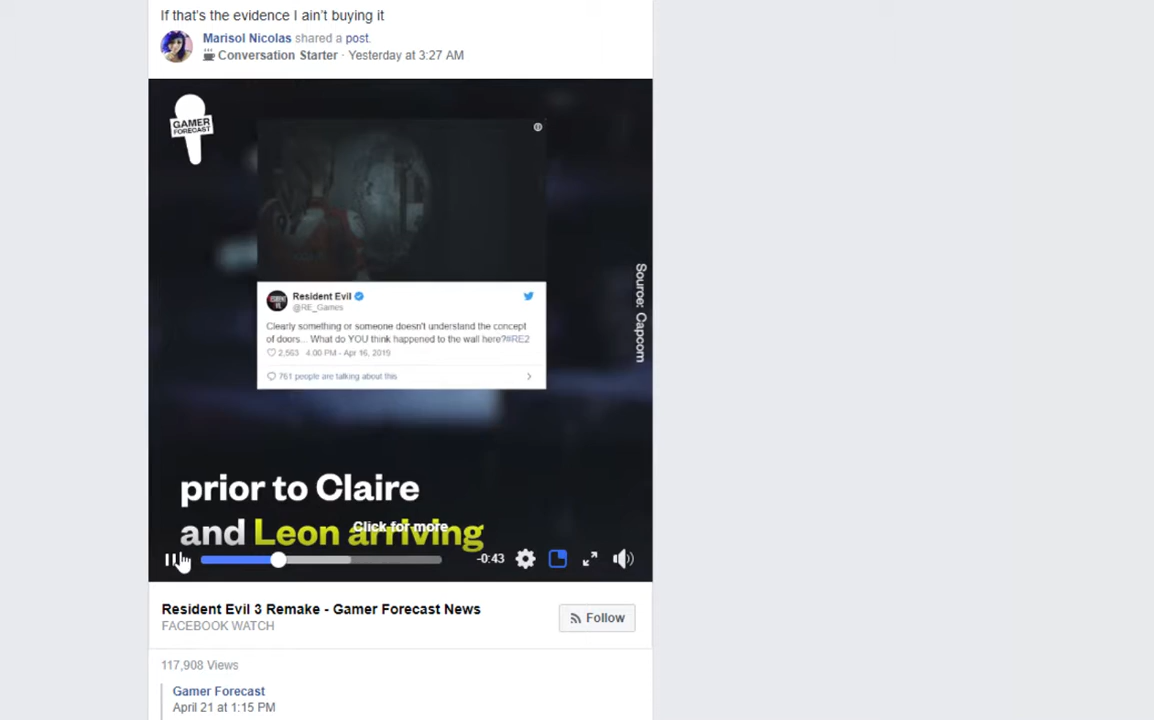 If that's the evidence I ain't buying it
Marisol Nicolas shared a post.
Conversation Starter · Yesterday at 3:27 AM
GAMER
FORECAST
Source: Capcom
Resident Evil
@RE_Games
Clearly something or someone doesn't understand the concept
of doors... What do YOU think happened to the wall here?#RE2
2,563 4:00 PM - Apr 16, 2019
761 people are talking about this
prior to Claire
and Leon arriving
Click for more
-0:43
Resident Evil 3 Remake - Gamer Forecast News
FACEBOOK WATCH
Follow
117,908 Views
Gamer Forecast
April 21 at 1:15 PM